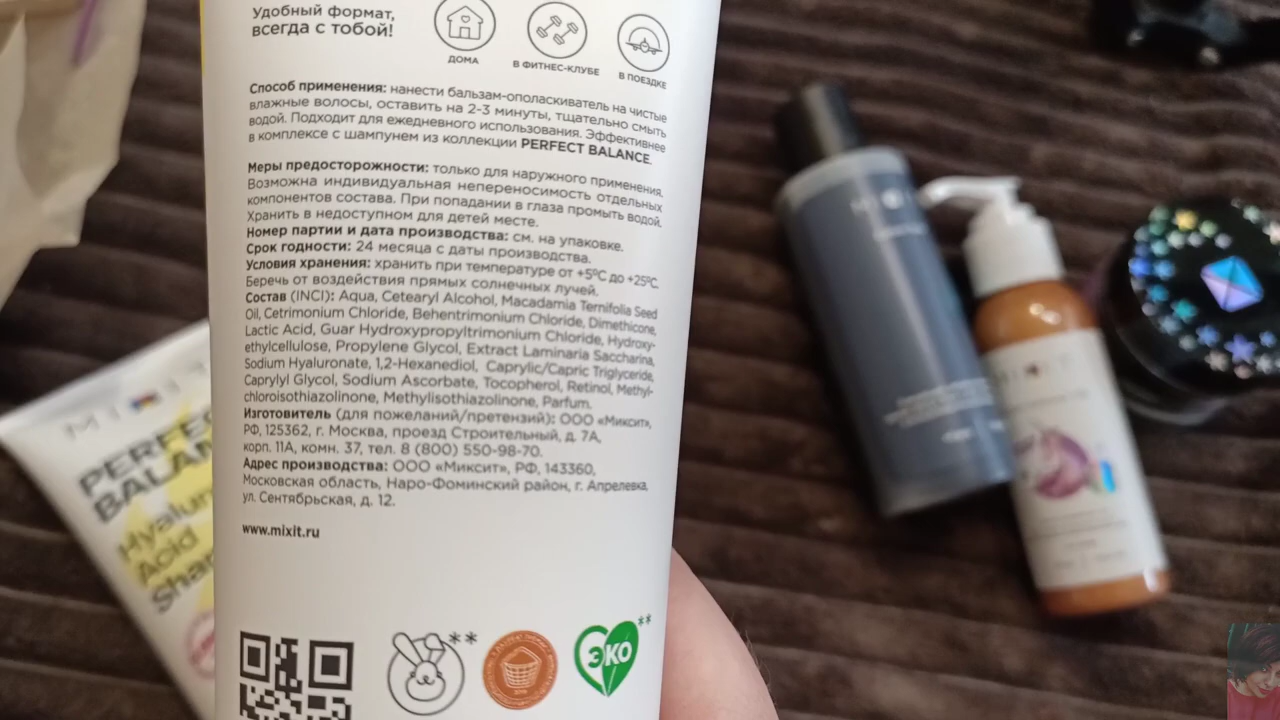 Удобный формат,
всегда с тобой!
ДОМА
В ФИТНЕС-КЛУБЕ
В ПОЕЗДКЕ
Способ применения: нанести бальзам-ополаскиватель на чистые
влажные волосы, оставить на 2-3 минуты, тщательно смыть
водой. Подходит для ежедневного использования. Эффективнее
в комплексе с шампунем из коллекции PERFECT BALANCE.
Меры предосторожности: только для наружного применения.
Возможна индивидуальная непереносимость отдельных
компонентов состава. При попадании в глаза промыть водой.
Хранить в недоступном для детей месте.
Номер партии и дата производства: см. на упаковке.
Срок годности: 24 месяца с даты производства.
Условия хранения: хранить при температуре от +5°C до +25°C.
Беречь от воздействия прямых солнечных лучей.
Состав (INCI): Aqua, Cetearyl Alcohol, Macadamia Ternifolia Seed
Oil, Cetrimonium Chloride, Behentrimonium Chloride, Dimethicone,
Lactic Acid, Guar Hydroxypropyltrimonium Chloride, Hydroxy-
ethylcellulose, Propylene Glycol, Extract Laminaria Saccharina,
Sodium Hyaluronate, 1,2-Hexanediol, Caprylic/Capric Triglyceride,
Caprylyl Glycol, Sodium Ascorbate, Tocopherol, Retinol, Methyl-
chloroisothiazolinone, Methylisothiazolinone, Parfum.
Изготовитель (для пожеланий/претензий): ООО «Миксит»,
РФ, 125362, г. Москва, проезд Строительный, д. 7А,
корп. 11А, комн. 37, тел. 8 (800) 550-98-70.
Адрес производства: ООО «Миксит», РФ, 143360,
Московская область, Наро-Фоминский район, г. Апрелевка,
ул. Сентябрьская, д. 12.
www.mixit.ru
**
ЭКО**
PERFEC
BALAN
Hyalur
Acid
Sha